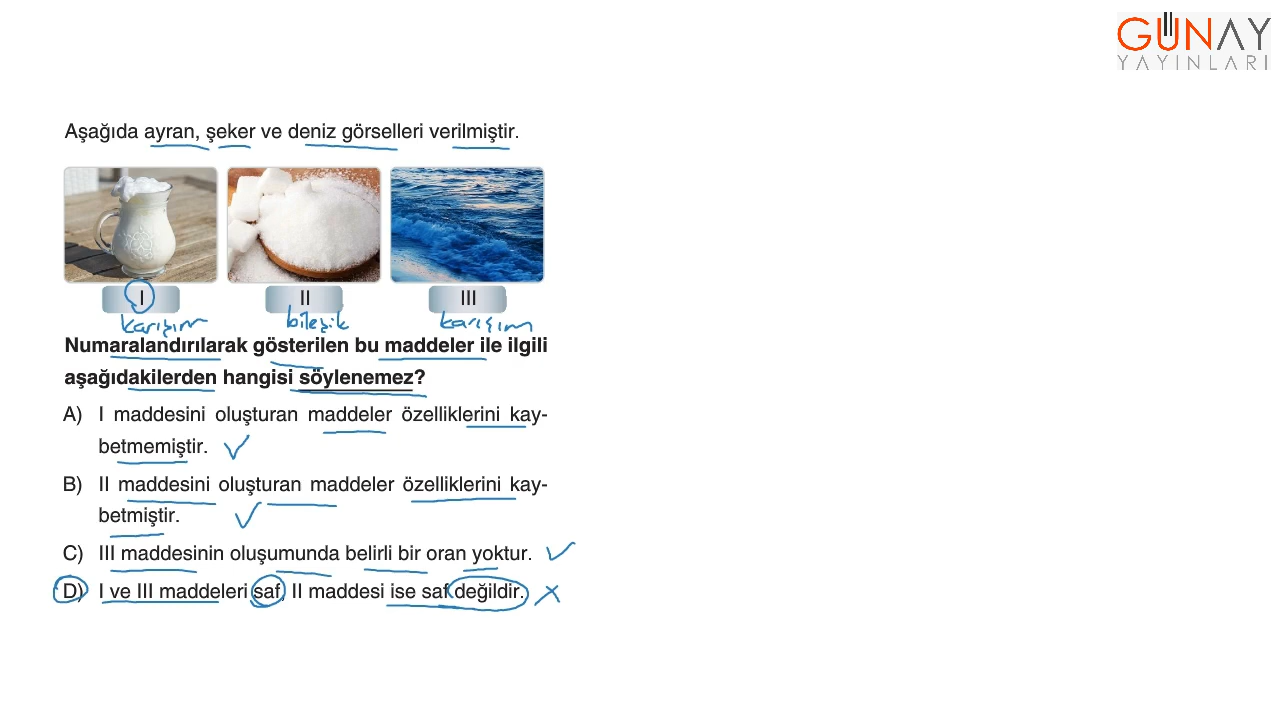 GÜNAY
YAYINLARI
Aşağıda ayran, şeker ve deniz görselleri verilmiştir.
I II III
karışım bileşik karışım
Numaralandırılarak gösterilen bu maddeler ile ilgili
aşağıdakilerden hangisi söylenemez?
A) I maddesini oluşturan maddeler özelliklerini kay-
betmemiştir.
B) II maddesini oluşturan maddeler özelliklerini kay-
betmiştir.
C) III maddesinin oluşumunda belirli bir oran yoktur.
D) I ve III maddeleri saf, II maddesi ise saf değildir.